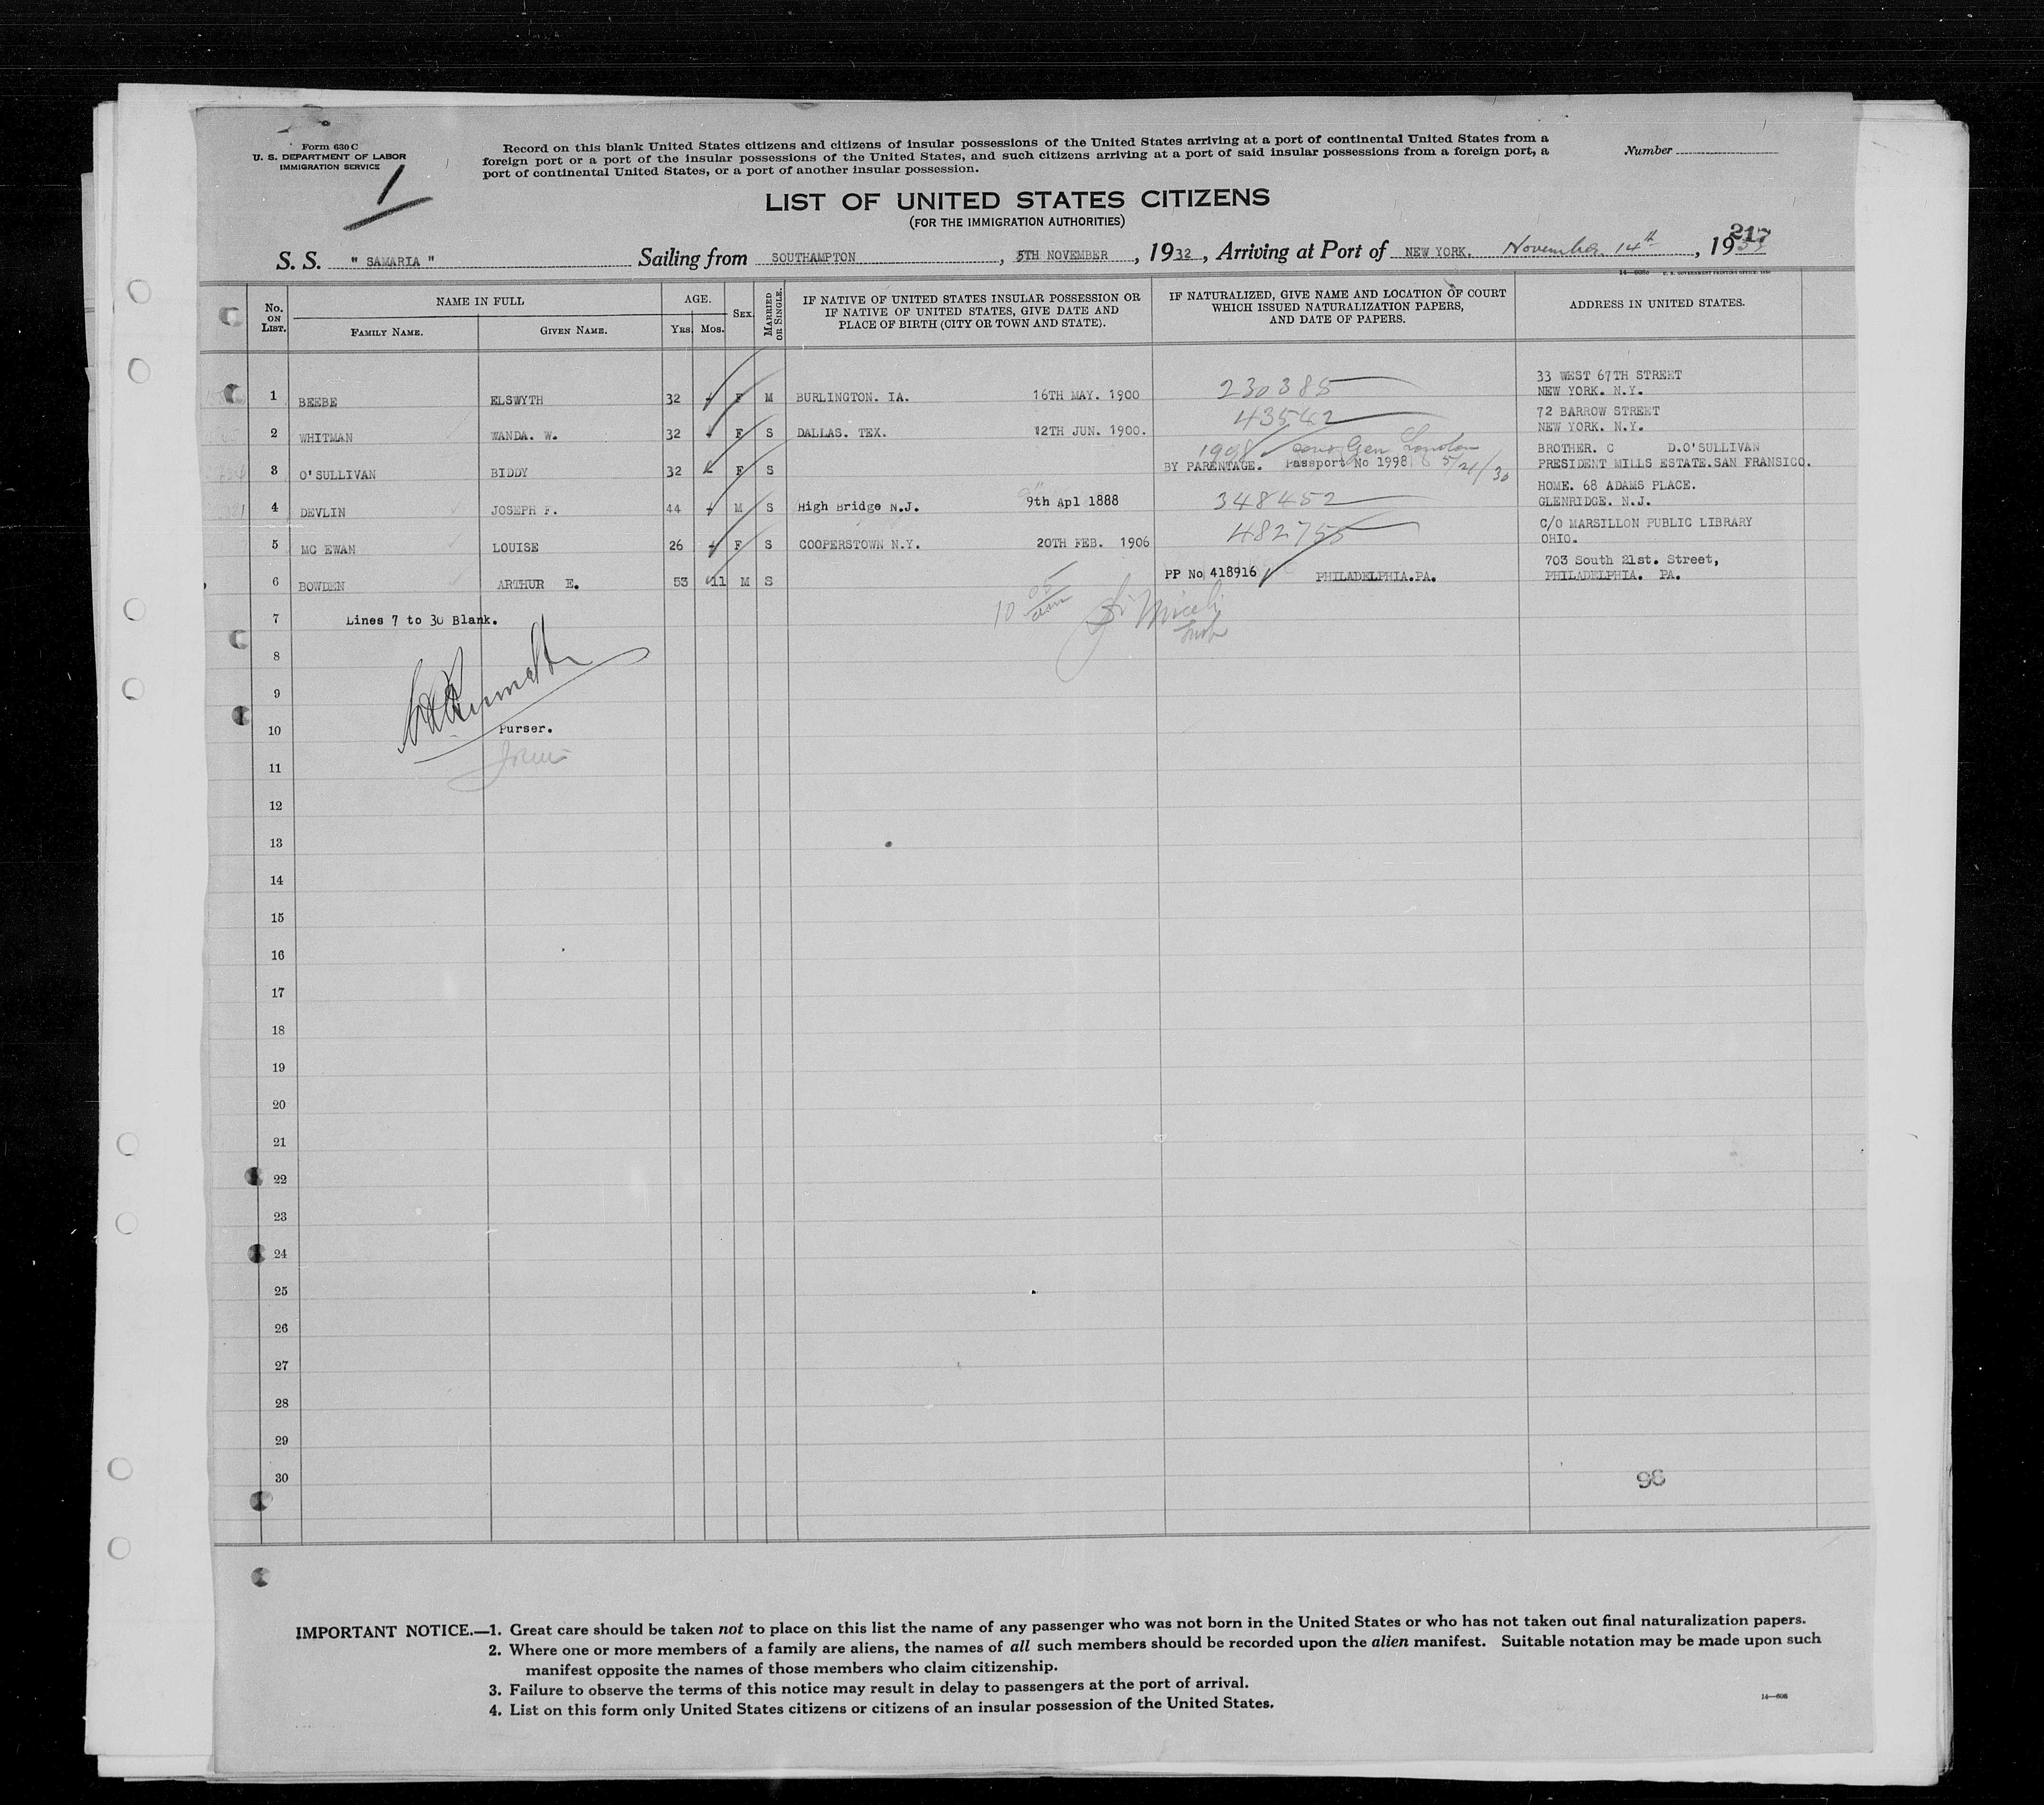 Form 630 C
U. S. DEPARTMENT OF LABOR
IMMIGRATION SERVICE
1
Record on this blank United States citizens and citizens of insular possessions of the United States arriving at a port of continental United States from a
foreign port or a port of the insular possessions of the United States, and such citizens arriving at a port of said insular possessions from a foreign port, a
port of continental United States, or a port of another insular possession.
Number
LIST OF UNITED STATES CITIZENS
(FOR THE IMMIGRATION AUTHORITIES)
217
S. S. " SAMARIA " Sailing from SOUTHAMPTON , 5TH NOVEMBER , 1932 , Arriving at Port of NEW YORK. November 14th , 19
No. ON LIST. NAME IN FULL FAMILY NAME. GIVEN NAME. AGE. Yrs. Mos. SEX. MARRIED OR SINGLE. IF NATIVE OF UNITED STATES INSULAR POSSESSION OR IF NATIVE OF UNITED STATES, GIVE DATE AND PLACE OF BIRTH (CITY OR TOWN AND STATE). IF NATURALIZED, GIVE NAME AND LOCATION OF COURT WHICH ISSUED NATURALIZATION PAPERS, AND DATE OF PAPERS. ADDRESS IN UNITED STATES.
33 WEST 67TH STREET
1 BEEBE ELSWYTH 32 F M BURLINGTON. IA. 16TH MAY. 1900 230385 NEW YORK. N.Y.
72 BARROW STREET
2 WHITMAN WANDA. W. 32 F S DALLAS. TEX. 12TH JUN. 1900. 43542 NEW YORK. N.Y.
1998 Gen London BROTHER. C D.O'SULLIVAN
3 O'SULLIVAN BIDDY 32 F S BY PARENTAGE. Passport No 1998 5/21/30 PRESIDENT MILLS ESTATE.SAN FRANSICO.
HOME. 68 ADAMS PLACE.
4 DEVLIN JOSEPH F. 44 M S High Bridge N.J. 9th Apl 1888 348452 GLENRIDGE. N.J.
C/O MARSILLON PUBLIC LIBRARY
5 MC EWAN LOUISE 26 F S COOPERSTOWN N.Y. 20TH FEB. 1906 482755 OHIO.
703 South 21st. Street,
6 BOWDEN ARTHUR E. 53 11 M S PP No 418916 PHILADELPHIA.PA. PHILADELPHIA. PA.
7 Lines 7 to 30 Blank.
8
9
10 Purser.
11
12
13
14
15
16
17
18
19
20
21
22
23
24
25
26
27
28
29
30
98
IMPORTANT NOTICE.—1. Great care should be taken not to place on this list the name of any passenger who was not born in the United States or who has not taken out final naturalization papers.
2. Where one or more members of a family are aliens, the names of all such members should be recorded upon the alien manifest. Suitable notation may be made upon such
manifest opposite the names of those members who claim citizenship.
3. Failure to observe the terms of this notice may result in delay to passengers at the port of arrival.
4. List on this form only United States citizens or citizens of an insular possession of the United States.
14—606